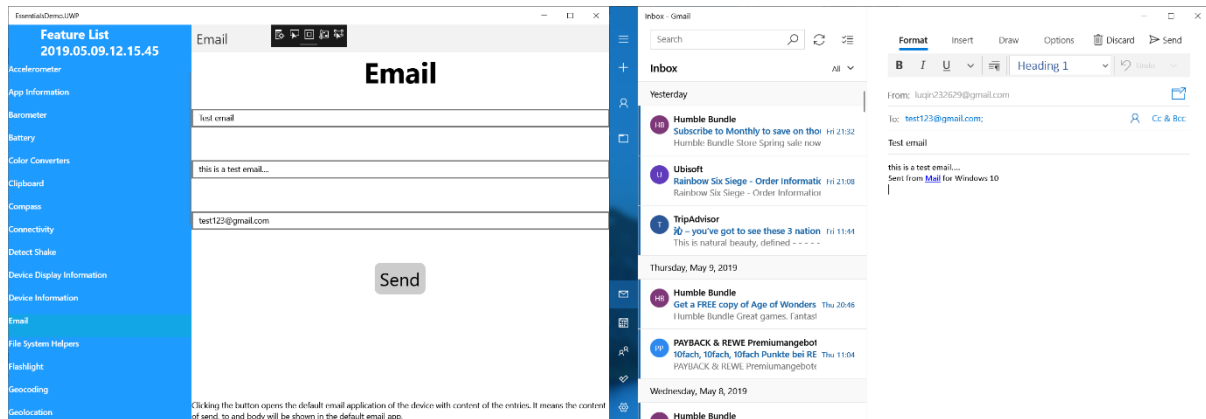 EssentialsDemo.UWP
Feature List
2019.05.09.12.15.45
Accelerometer
App Information
Barometer
Battery
Color Converters
Clipboard
Compass
Connectivity
Detect Shake
Device Display Information
Device Information
Email
File System Helpers
Flashlight
Geocoding
Geolocation
Email
Email
Test email
this is a test email....
test123@gmail.com
Send
Clicking the button opens the default email application of the device with content of the entries. It means the content
of send, to and body will be shown in the default email app.
Inbox - Gmail
Search
Inbox
All
Yesterday
HB
Humble Bundle
Subscribe to Monthly to save on thou Fri 21:32
Humble Bundle Store Spring sale now
U
Ubisoft
Rainbow Six Siege - Order Informatic Fri 21:08
Rainbow Six Siege - Order Information
T
TripAdvisor
– you've got to see these 3 nation Fri 11:44
This is natural beauty, defined - - - - -
Thursday, May 9, 2019
HB
Humble Bundle
Get a FREE copy of Age of Wonders Thu 20:46
Humble Bundle Great games. Fantast
PP
PAYBACK & REWE Premiumangebot
10fach, 10fach, 10fach Punkte bei RE Thu 11:04
PAYBACK & REWE Premiumangebote
Wednesday, May 8, 2019
HB
Humble Bundle
Format Insert Draw Options Discard Send
B I U Heading 1 Undo
From: luqin232629@gmail.com
To: test123@gmail.com; Cc & Bcc
Test email
this is a test email....
Sent from Mail for Windows 10